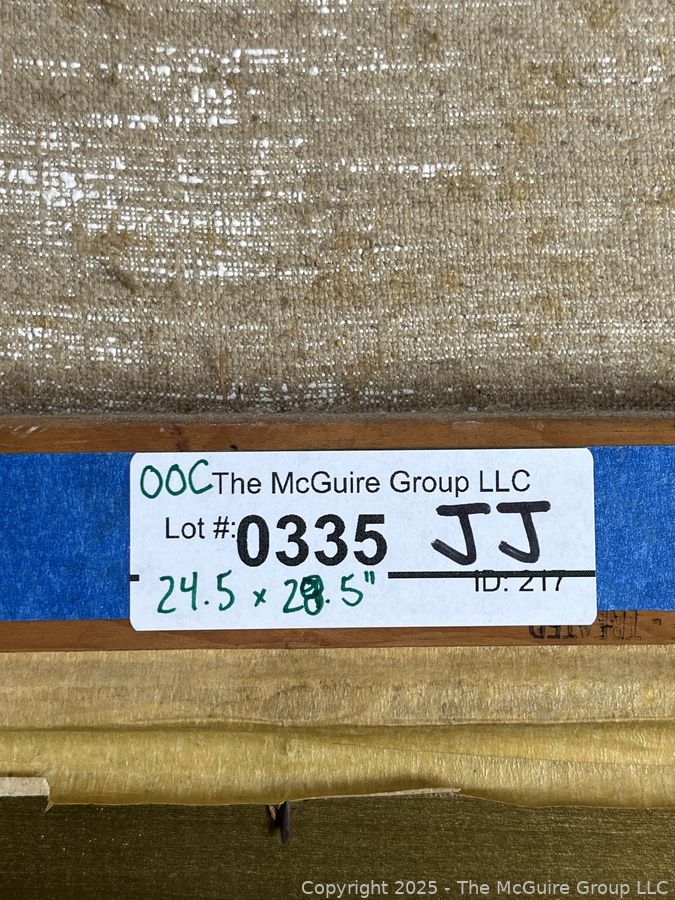 OOC The McGuire Group LLC
Lot #: 0335 JJ
ID: 217
24.5 x 28.5"
TREATED
Copyright 2025 - The McGuire Group LLC